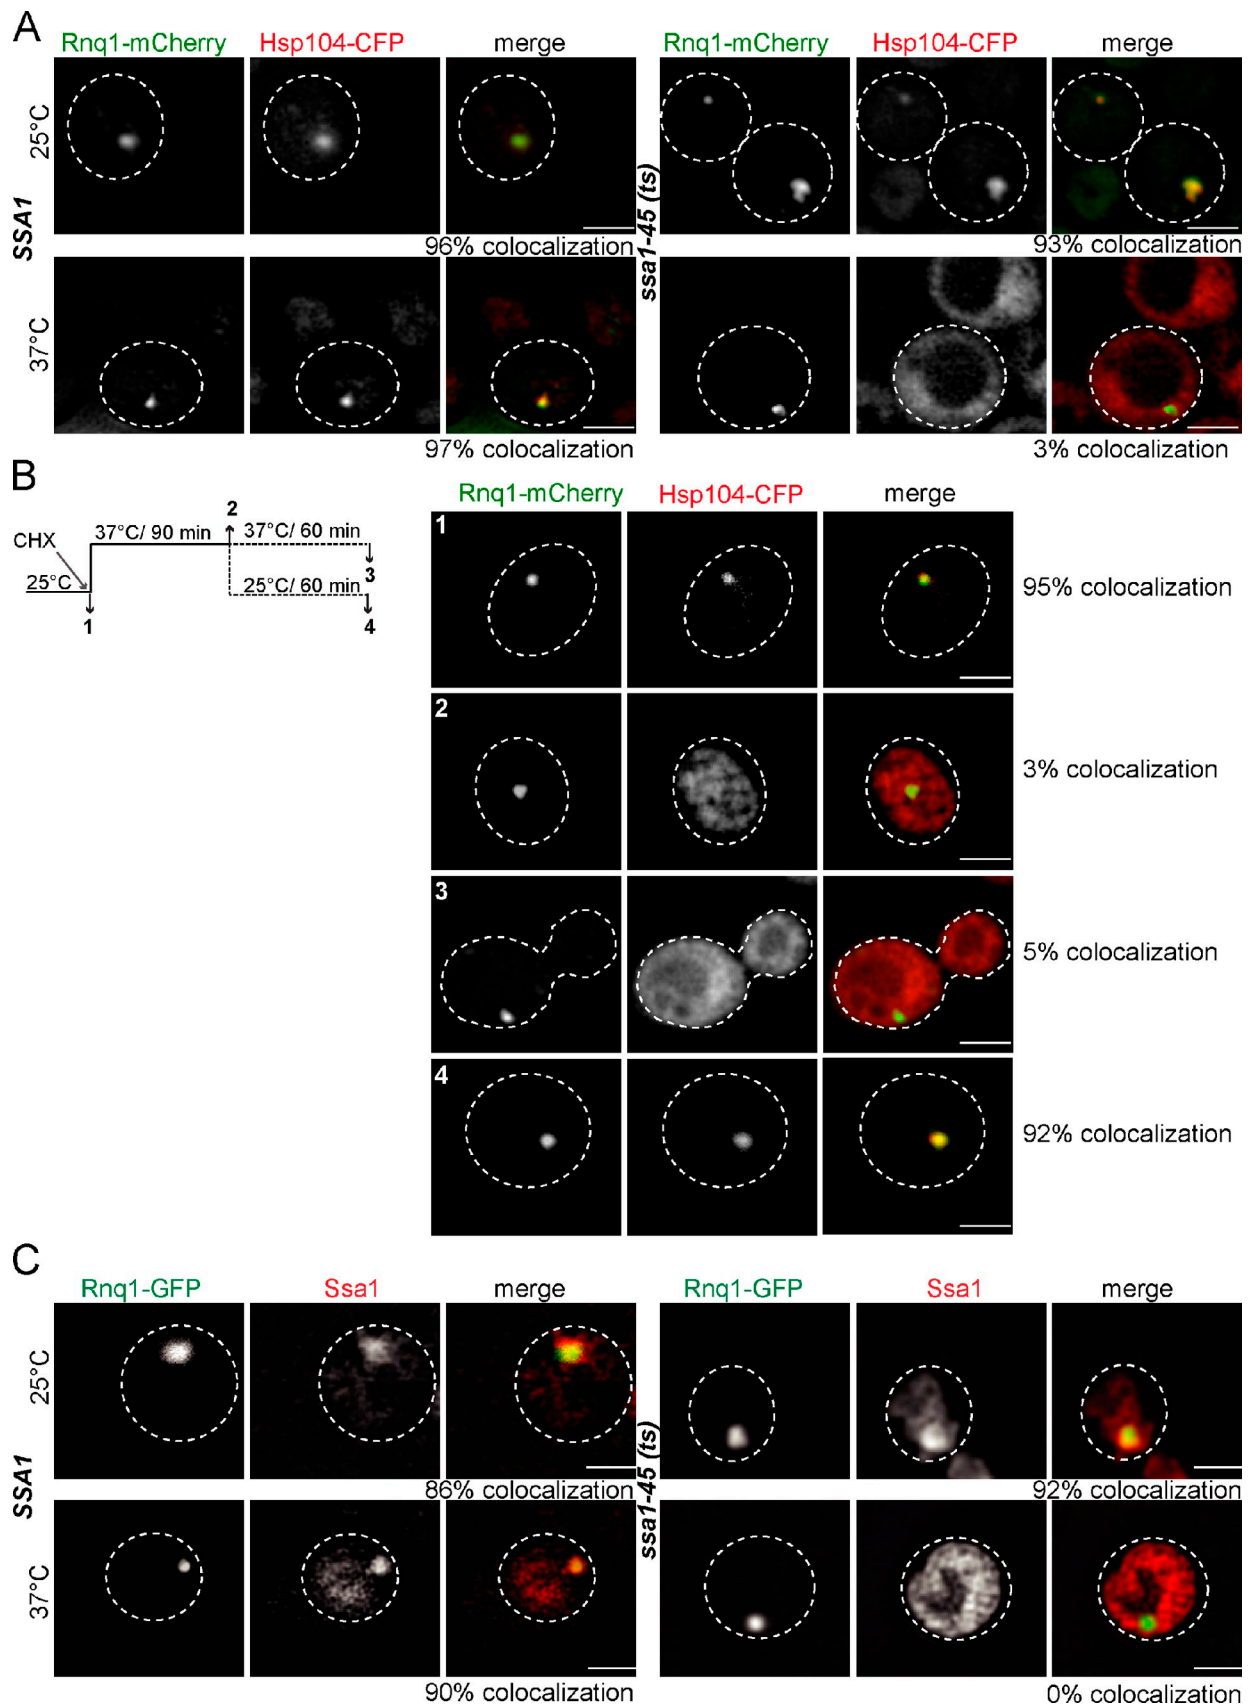 A
Rnq1-mCherry Hsp104-CFP merge Rnq1-mCherry Hsp104-CFP merge
25°C
SSA1
ssa1-45 (ts)
96% colocalization 93% colocalization
37°C
97% colocalization 3% colocalization
B
Rnq1-mCherry Hsp104-CFP merge
2
37°C/ 90 min 37°C/ 60 min
CHX
3
25°C 25°C/ 60 min
1 4
1
95% colocalization
2
3% colocalization
3
5% colocalization
4
92% colocalization
C
Rnq1-GFP Ssa1 merge Rnq1-GFP Ssa1 merge
25°C
SSA1
ssa1-45 (ts)
86% colocalization 92% colocalization
37°C
90% colocalization 0% colocalization